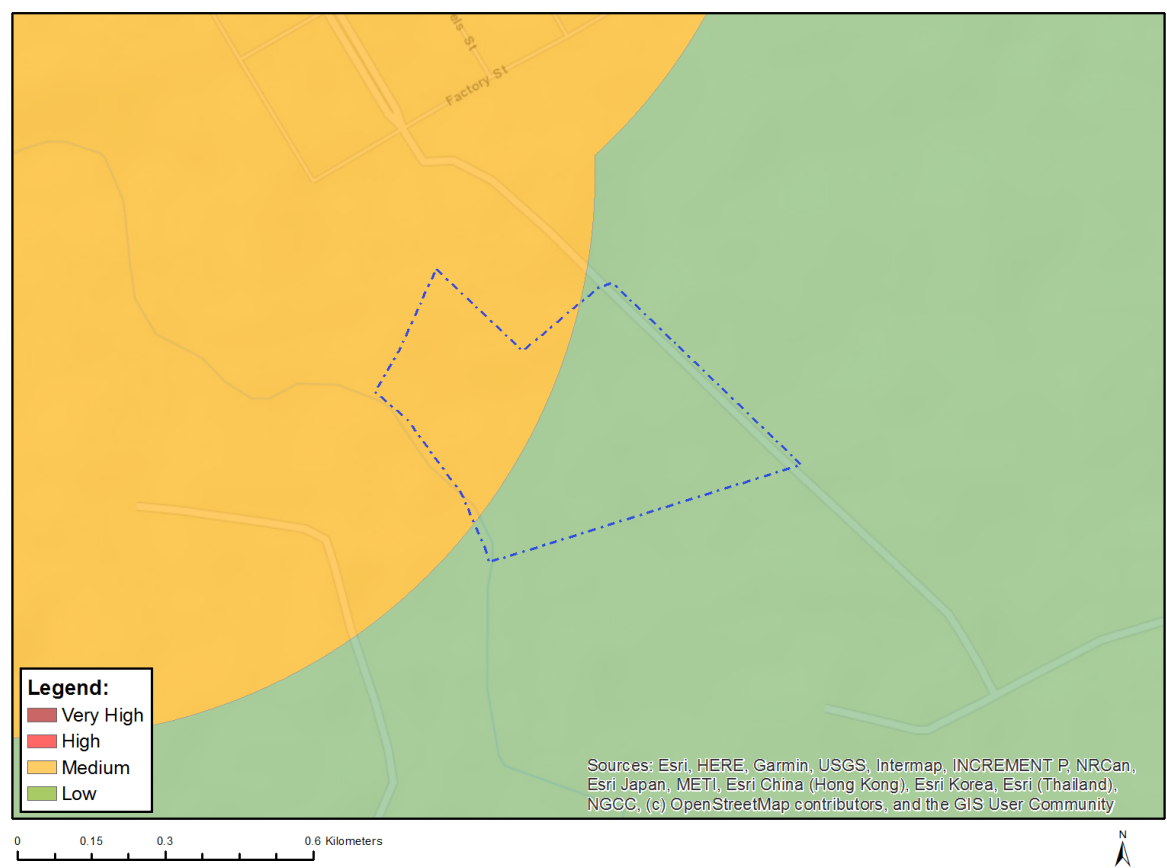 els St
Factory St
Legend:
Very High
High
Medium
Low
Sources: Esri, HERE, Garmin, USGS, Intermap, INCREMENT P, NRCan,
Esri Japan, METI, Esri China (Hong Kong), Esri Korea, Esri (Thailand),
NGCC, (c) OpenStreetMap contributors, and the GIS User Community
0 0.15 0.3 0.6 Kilometers
N